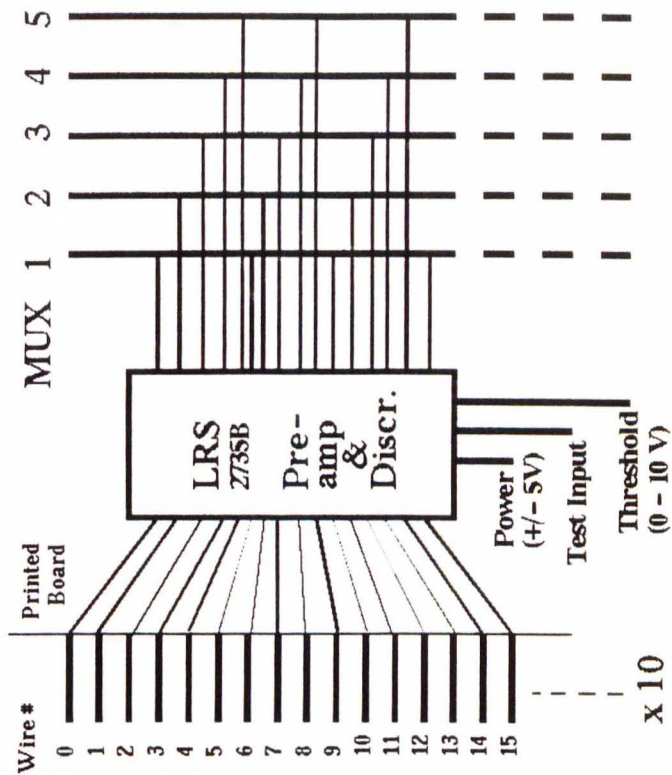 MUX 1 2 3 4 5
Printed
Board
Wire #
0
1
2
3
4
5
6
7
8
9
10
11
12
13
14
15
LRS
2735B
Pre-
amp
&
Discr.
Power
(+/- 5V)
Test Input
Threshold
(0 - 10 V)
x 10